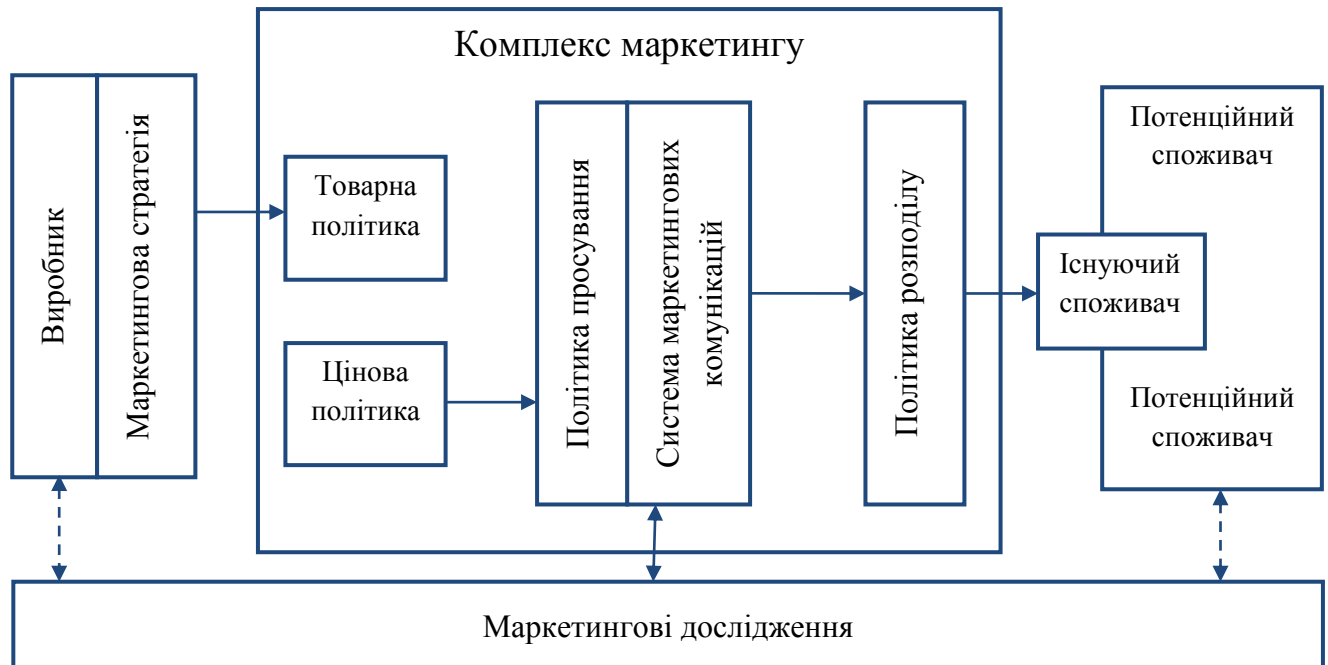 Комплекс маркетингу
Виробник
Маркетингова стратегія
Товарна
політика
Цінова
політика
Політика просування
Система маркетингових
комунікацій
Політика розподілу
Потенційний
споживач
Існуючий
споживач
Потенційний
споживач
Маркетингові дослідження